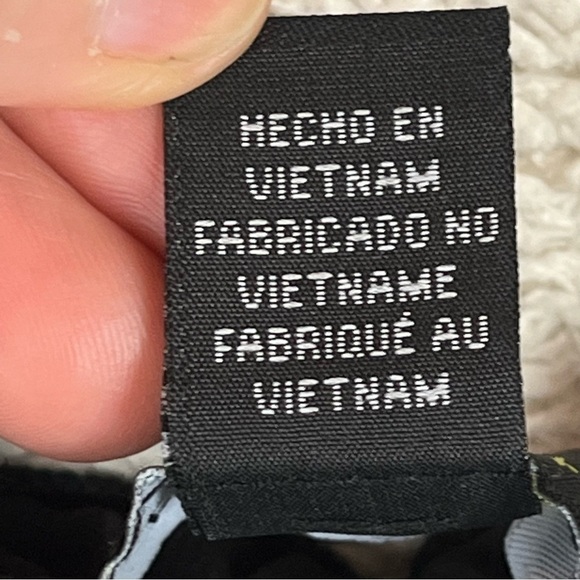 HECHO EN
VIETNAM
FABRICADO NO
VIETNAME
FABRIQUÉ AU
VIETNAM